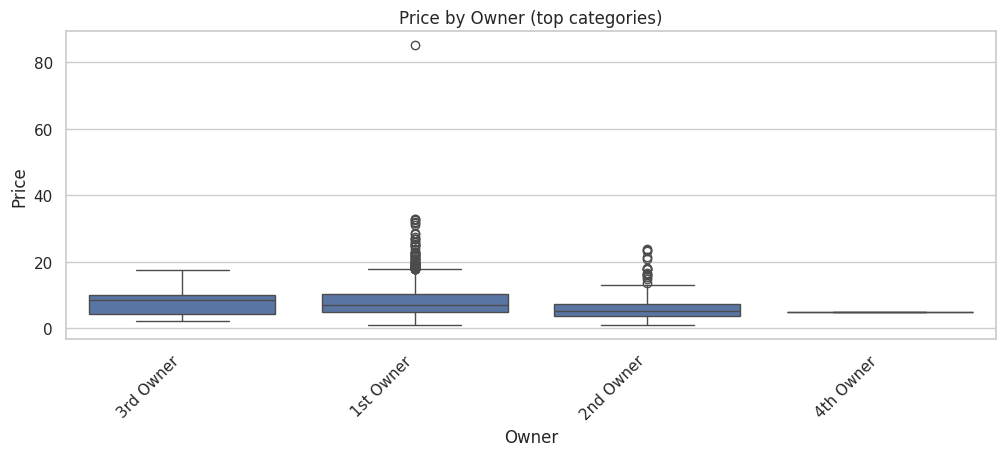 Price by Owner (top categories)
80
60
40
20
0
Price
3rd Owner
1st Owner
2nd Owner
4th Owner
Owner